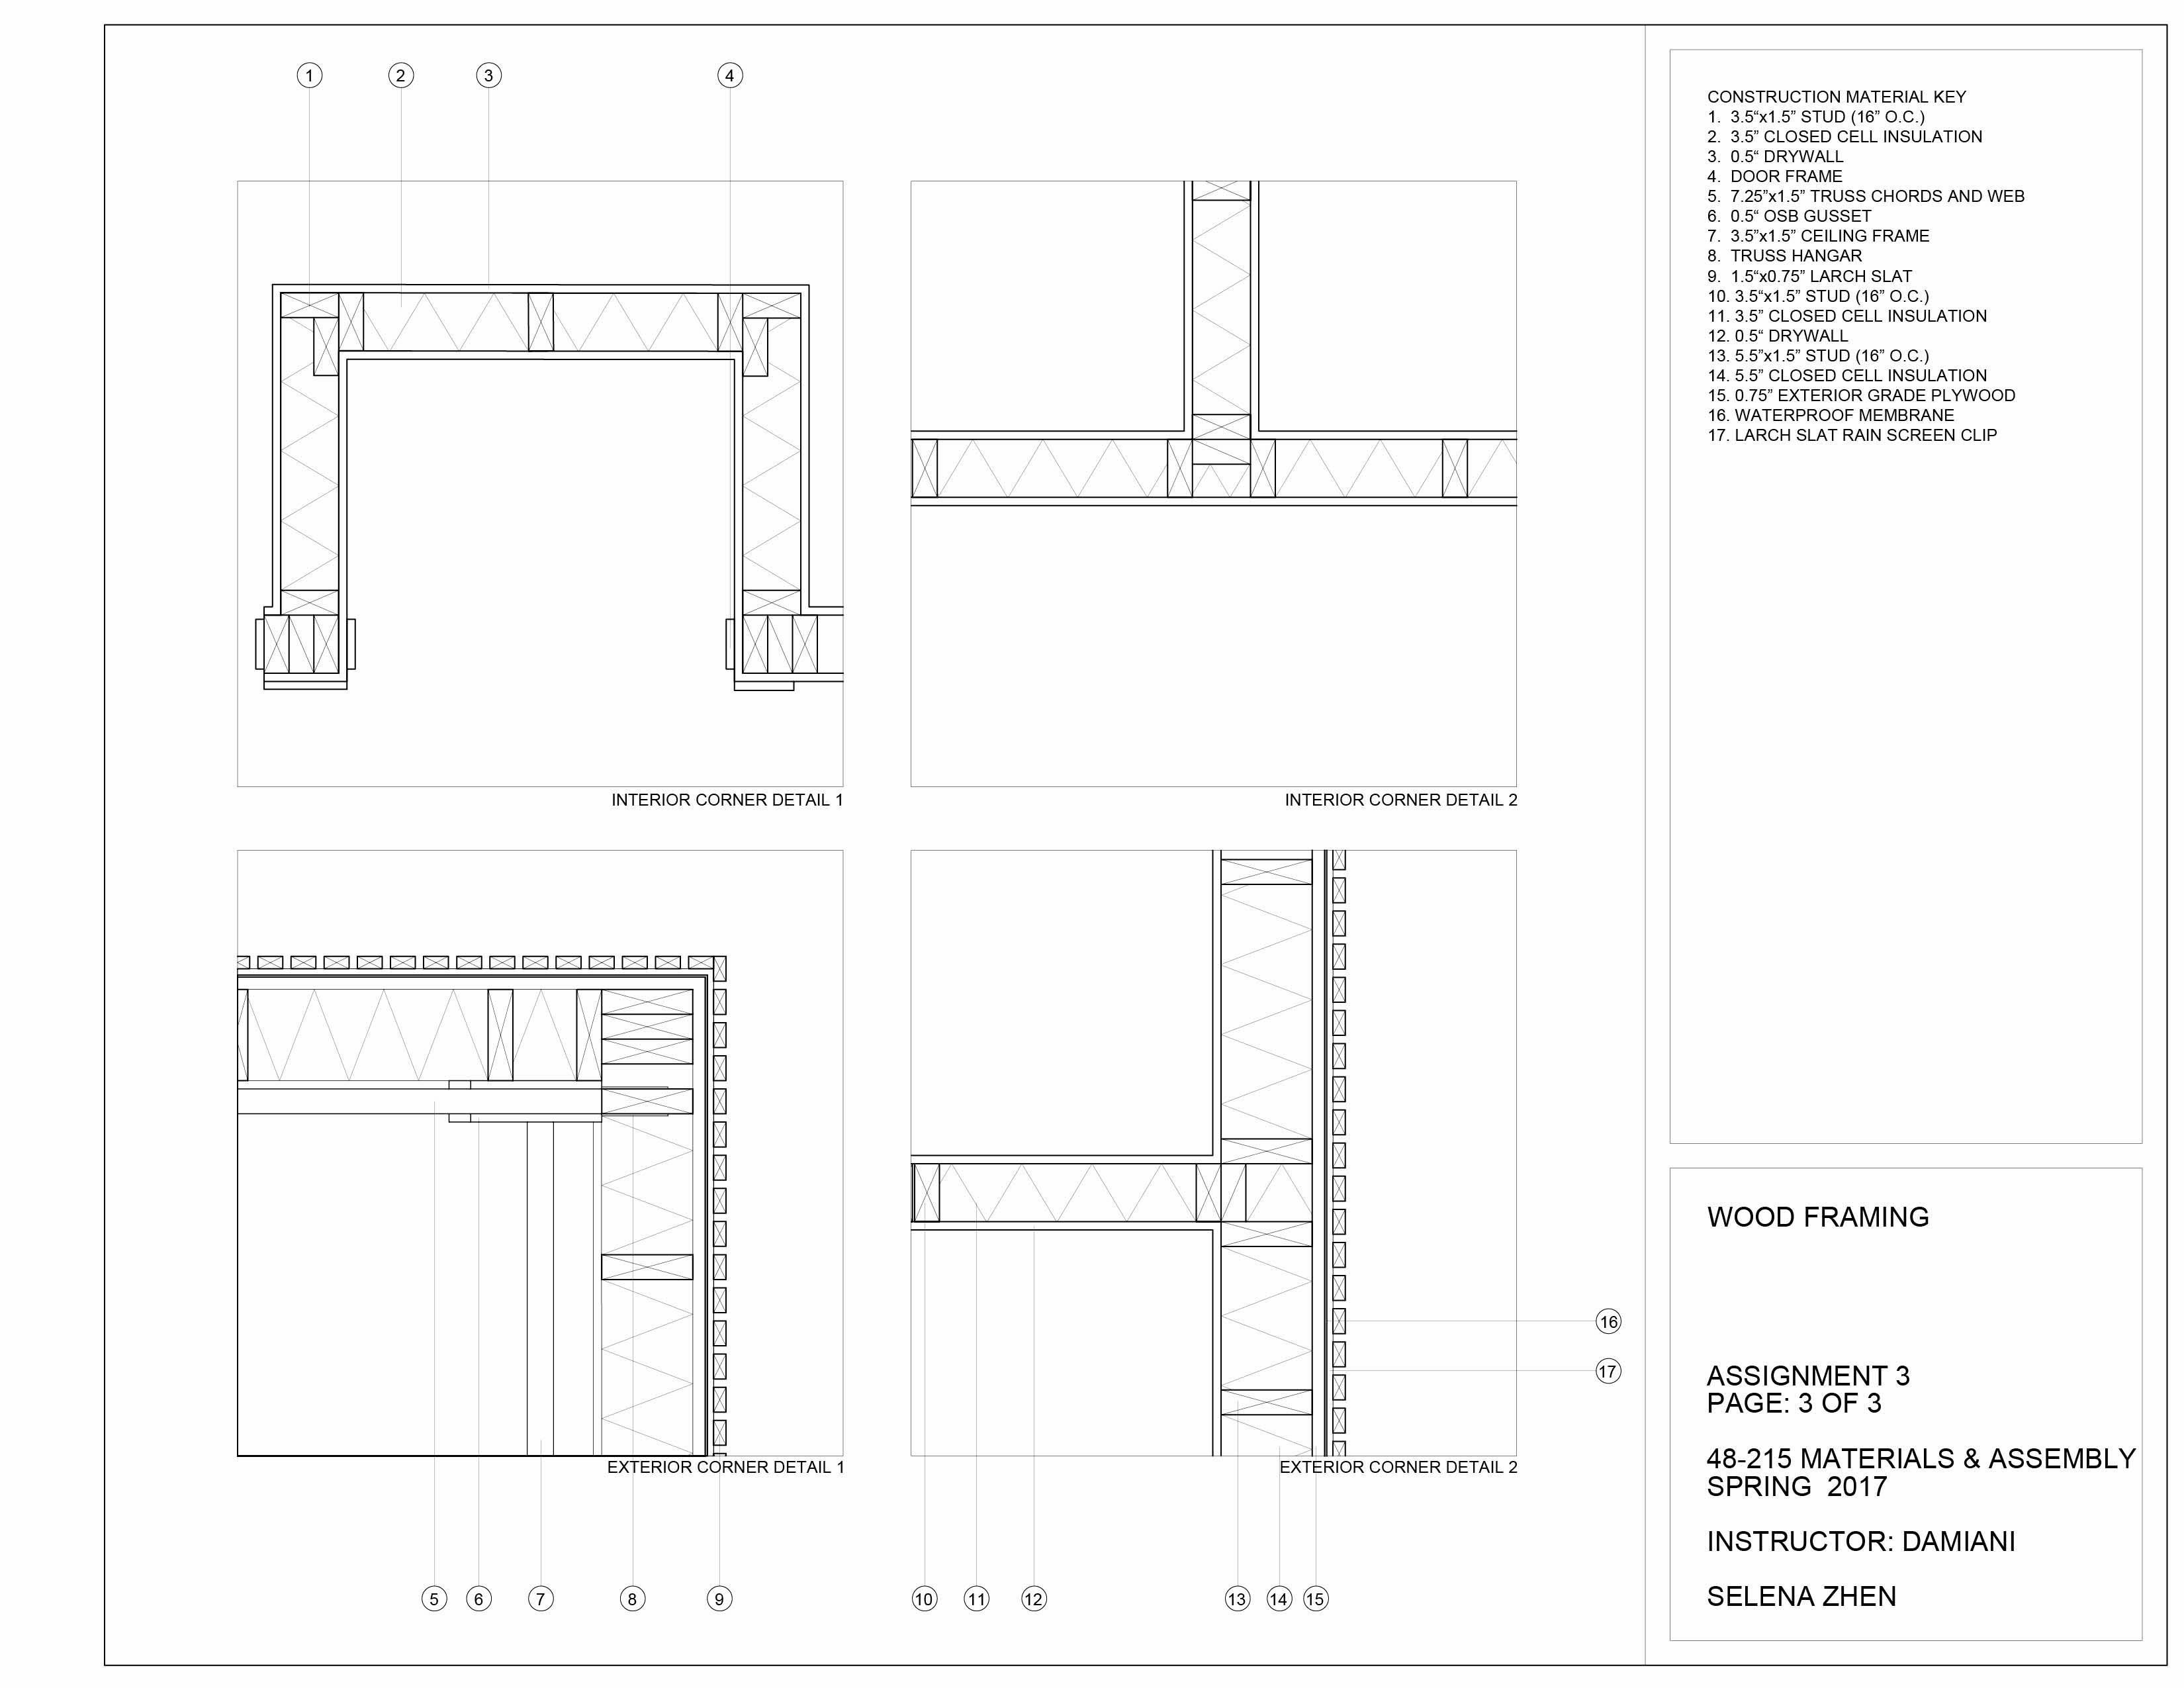 1 2 3 4
INTERIOR CORNER DETAIL 1
INTERIOR CORNER DETAIL 2
EXTERIOR CORNER DETAIL 1
EXTERIOR CORNER DETAIL 2
16
17
5 6 7 8 9 10 11 12 13 14 15
CONSTRUCTION MATERIAL KEY
1. 3.5“x1.5” STUD (16” O.C.)
2. 3.5” CLOSED CELL INSULATION
3. 0.5“ DRYWALL
4. DOOR FRAME
5. 7.25”x1.5” TRUSS CHORDS AND WEB
6. 0.5“ OSB GUSSET
7. 3.5”x1.5” CEILING FRAME
8. TRUSS HANGAR
9. 1.5“x0.75” LARCH SLAT
10. 3.5“x1.5” STUD (16” O.C.)
11. 3.5” CLOSED CELL INSULATION
12. 0.5“ DRYWALL
13. 5.5”x1.5” STUD (16” O.C.)
14. 5.5” CLOSED CELL INSULATION
15. 0.75” EXTERIOR GRADE PLYWOOD
16. WATERPROOF MEMBRANE
17. LARCH SLAT RAIN SCREEN CLIP
WOOD FRAMING
ASSIGNMENT 3
PAGE: 3 OF 3
48-215 MATERIALS & ASSEMBLY
SPRING 2017
INSTRUCTOR: DAMIANI
SELENA ZHEN